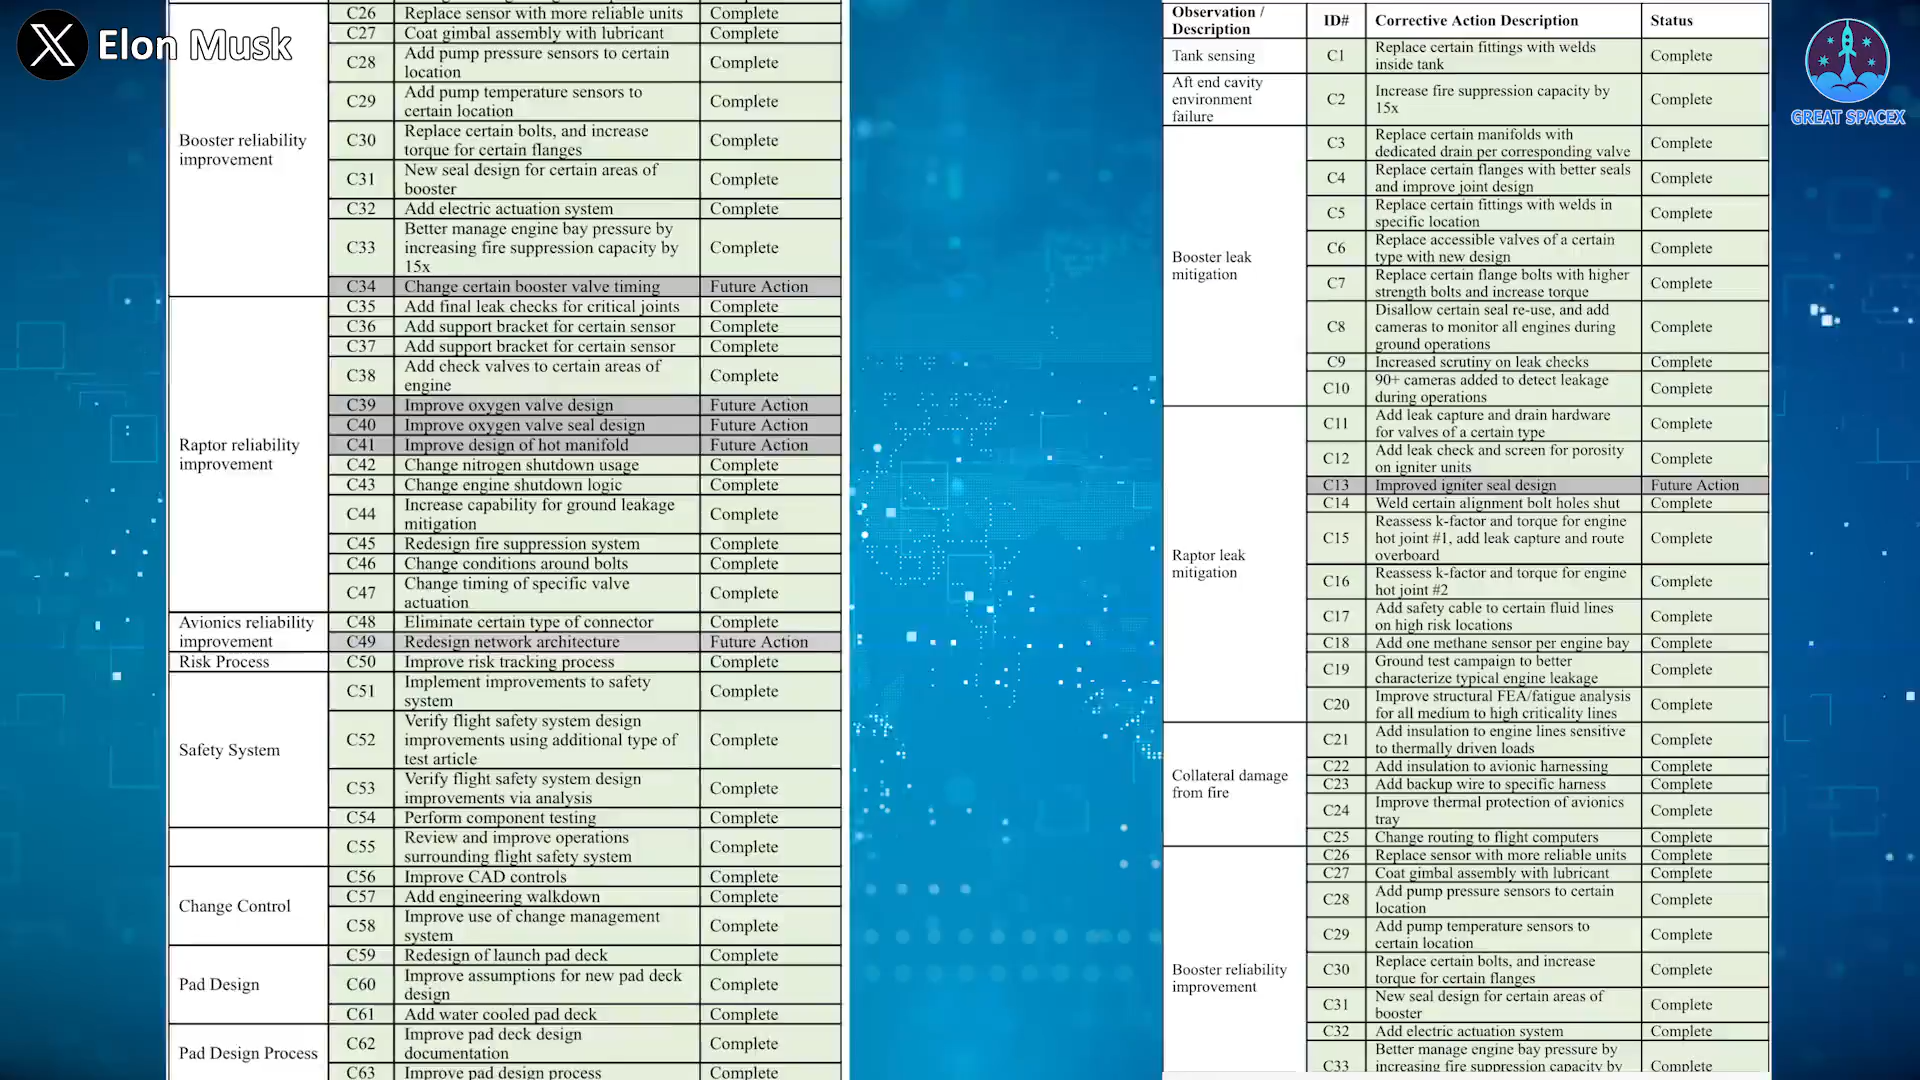 Elon Musk
C26 Replace sensor with more reliable units Complete
C27 Coat gimbal assembly with lubricant Complete
C28 Add pump pressure sensors to certain
location Complete
C29 Add pump temperature sensors to
certain location Complete
Booster reliability
improvement
C30 Replace certain bolts, and increase
torque for certain flanges Complete
C31 New seal design for certain areas of
booster Complete
C32 Add electric actuation system Complete
C33 Better manage engine bay pressure by
increasing fire suppression capacity by
15x Complete
C34 Change certain booster valve timing Future Action
C35 Add final leak checks for critical joints Complete
C36 Add support bracket for certain sensor Complete
C37 Add support bracket for certain sensor Complete
C38 Add check valves to certain areas of
engine Complete
C39 Improve oxygen valve design Future Action
C40 Improve oxygen valve seal design Future Action
Raptor reliability
improvement
C41 Improve design of hot manifold Future Action
C42 Change nitrogen shutdown usage Complete
C43 Change engine shutdown logic Complete
C44 Increase capability for ground leakage
mitigation Complete
C45 Redesign fire suppression system Complete
C46 Change conditions around bolts Complete
C47 Change timing of specific valve
actuation Complete
Avionics reliability
improvement
C48 Eliminate certain type of connector Complete
C49 Redesign network architecture Future Action
Risk Process C50 Improve risk tracking process Complete
C51 Implement improvements to safety
system Complete
Safety System
C52 Verify flight safety system design
improvements using additional type of
test article Complete
C53 Verify flight safety system design
improvements via analysis Complete
C54 Perform component testing Complete
C55 Review and improve operations
surrounding flight safety system Complete
C56 Improve CAD controls Complete
Change Control
C57 Add engineering walkdown Complete
C58 Improve use of change management
system Complete
C59 Redesign of launch pad deck Complete
Pad Design
C60 Improve assumptions for new pad deck
design Complete
C61 Add water cooled pad deck Complete
Pad Design Process
C62 Improve pad deck design
documentation Complete
C63 Improve pad design process Complete
Observation /
Description ID# Corrective Action Description Status
Tank sensing C1 Replace certain fittings with welds
inside tank Complete
Aft end cavity
environment
failure
C2 Increase fire suppression capacity by
15x Complete
C3 Replace certain manifolds with
dedicated drain per corresponding valve Complete
C4 Replace certain flanges with better seals
and improve joint design Complete
C5 Replace certain fittings with welds in
specific location Complete
Booster leak
mitigation
C6 Replace accessible valves of a certain
type with new design Complete
C7 Replace certain flange bolts with higher
strength bolts and increase torque Complete
C8 Disallow certain seal re-use, and add
cameras to monitor all engines during
ground operations Complete
C9 Increased scrutiny on leak checks Complete
C10 90+ cameras added to detect leakage
during operations Complete
C11 Add leak capture and drain hardware
for valves of a certain type Complete
C12 Add leak check and screen for porosity
on igniter units Complete
C13 Improved igniter seal design Future Action
C14 Weld certain alignment bolt holes shut Complete
Raptor leak
mitigation
C15 Reassess k-factor and torque for engine
hot joint #1, add leak capture and route
overboard Complete
C16 Reassess k-factor and torque for engine
hot joint #2 Complete
C17 Add safety cable to certain fluid lines
on high risk locations Complete
C18 Add one methane sensor per engine bay Complete
C19 Ground test campaign to better
characterize typical engine leakage Complete
C20 Improve structural FEA/fatigue analysis
for all medium to high criticality lines Complete
C21 Add insulation to engine lines sensitive
to thermally driven loads Complete
C22 Add insulation to avionic harnessing Complete
Collateral damage
from fire
C23 Add backup wire to specific harness Complete
C24 Improve thermal protection of avionics
tray Complete
C25 Change routing to flight computers Complete
C26 Replace sensor with more reliable units Complete
C27 Coat gimbal assembly with lubricant Complete
C28 Add pump pressure sensors to certain
location Complete
C29 Add pump temperature sensors to
certain location Complete
Booster reliability
improvement
C30 Replace certain bolts, and increase
torque for certain flanges Complete
C31 New seal design for certain areas of
booster Complete
C32 Add electric actuation system Complete
C33 Better manage engine bay pressure by
increasing fire suppression capacity by Complete
GREAT SPACEX